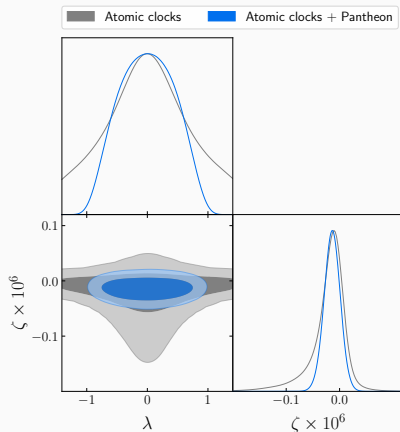 Atomic clocks Atomic clocks + Pantheon
0.1
0.0
−0.1
ζ × 10⁶
−1 0 1
λ
−0.1 0.0
ζ × 10⁶